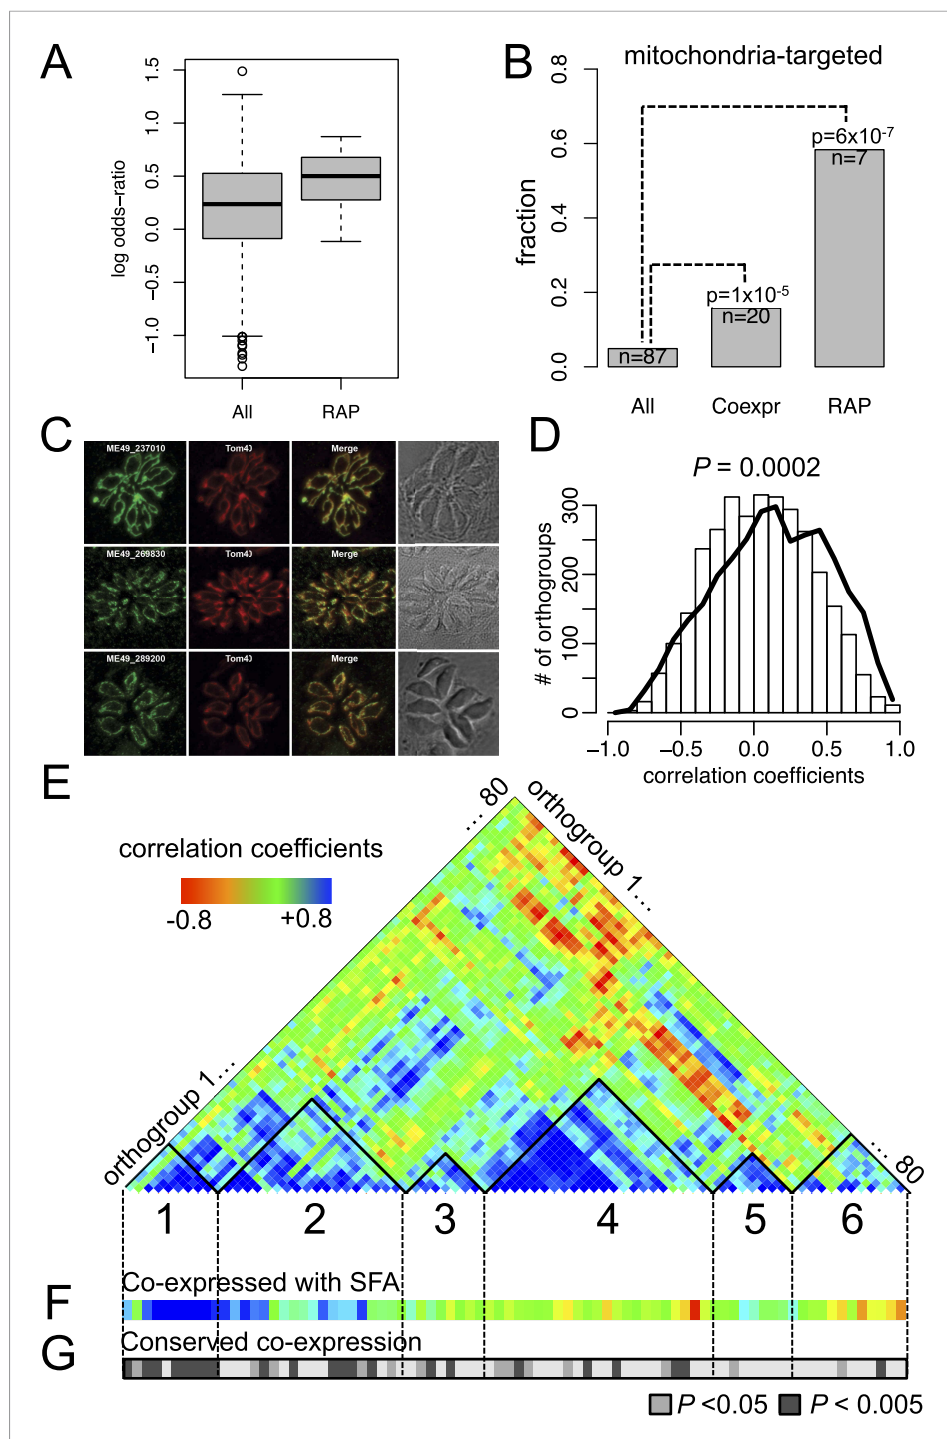 A
1.5
1.0
0.5
0.0
−0.5
−1.0
log odds−ratio
All
RAP
B
mitochondria-targeted
0.8
0.6
0.4
0.2
0.0
fraction
p=6x10-7
n=7
p=1x10-5
n=20
n=87
All
Coexpr
RAP
C
ME49_237010
Merge
ME49_269830
Merge
ME49_289200
Merge
D
P = 0.0002
300
200
100
0
# of orthogroups
−1.0
−0.5
0.0
0.5
1.0
correlation coefficients
E
correlation coefficients
-0.8
+0.8
... 80
orthogroup 1...
orthogroup 1...
... 80
1
2
3
4
5
6
F
Co-expressed with SFA
G
Conserved co-expression
P <0.05
P < 0.005